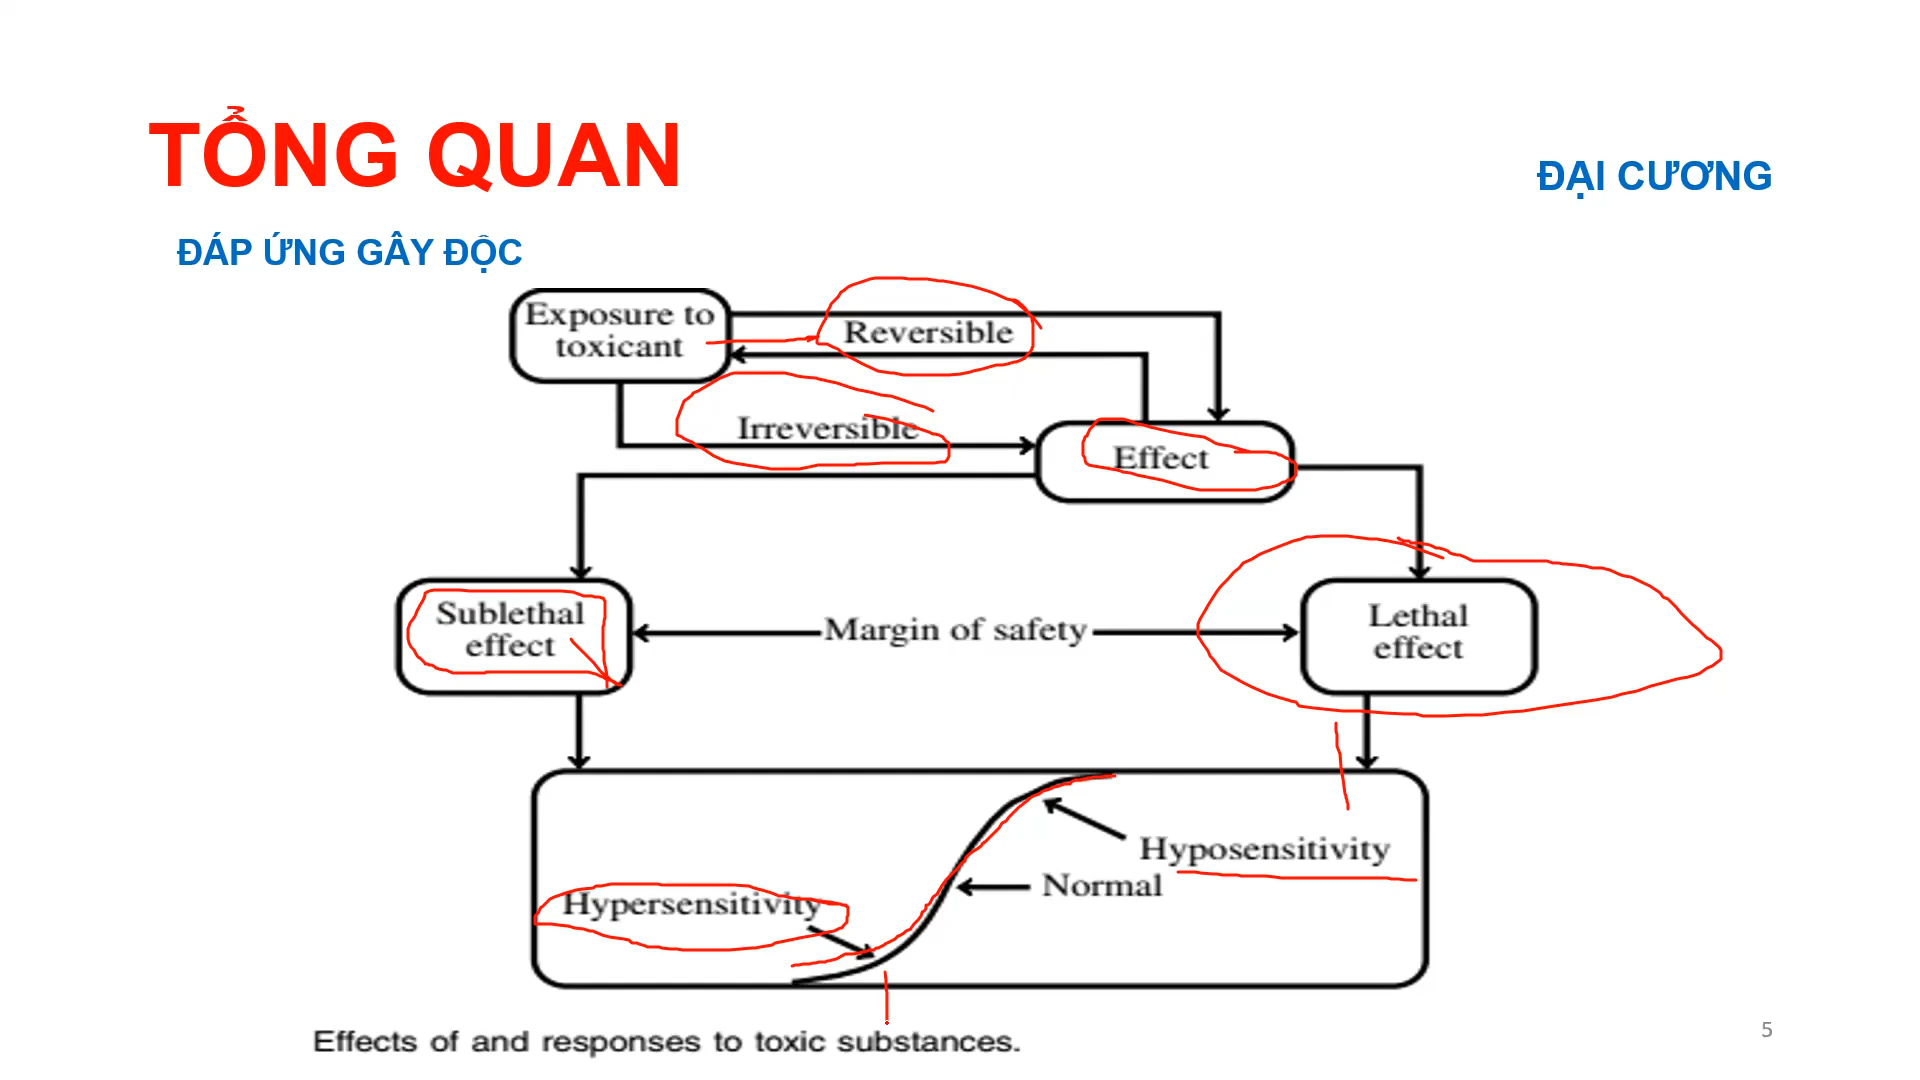 TỔNG QUAN
ĐẠI CƯƠNG
ĐÁP ỨNG GÂY ĐỘC
Exposure to
toxicant
Reversible
Irreversible
Effect
Sublethal
effect
Margin of safety
Lethal
effect
Hyposensitivity
Normal
Hypersensitivity
Effects of and responses to toxic substances.
5